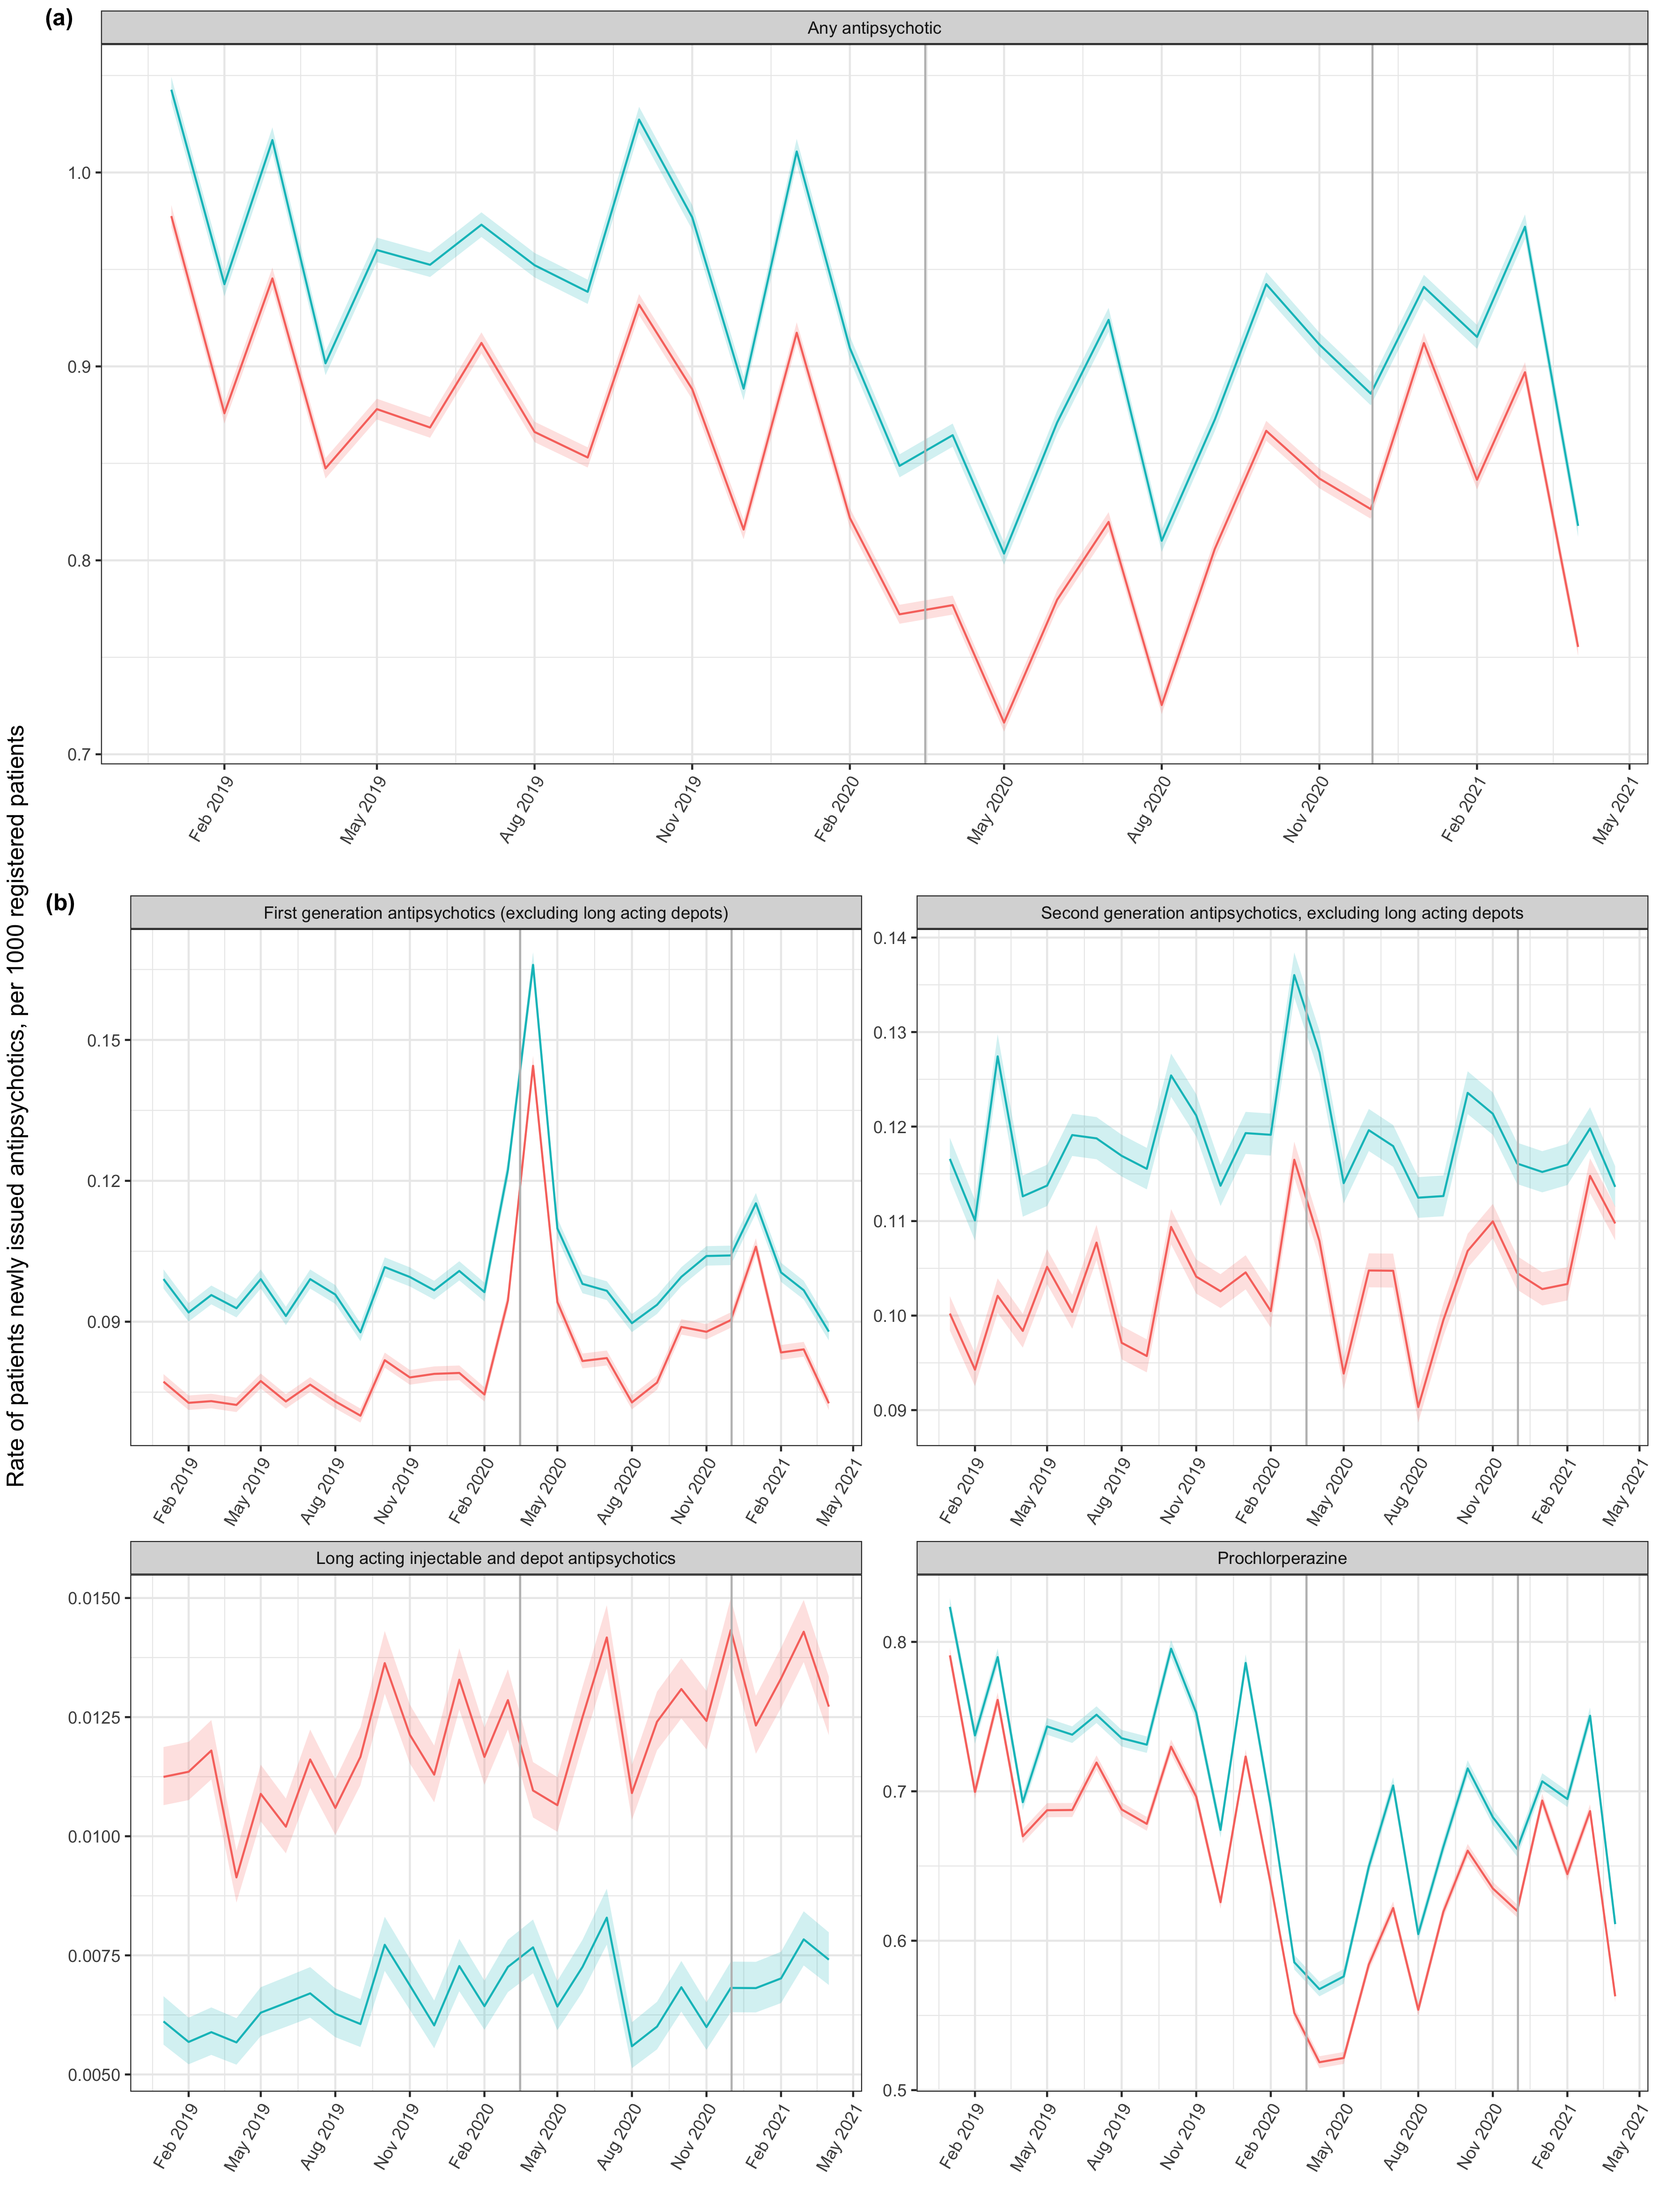 (a)
Any antipsychotic
1.0
0.9
0.8
0.7
Feb 2019
May 2019
Aug 2019
Nov 2019
Feb 2020
May 2020
Aug 2020
Nov 2020
Feb 2021
May 2021
Rate of patients newly issued antipsychotics, per 1000 registered patients
(b)
First generation antipsychotics (excluding long acting depots)
0.15
0.12
0.09
Feb 2019
May 2019
Aug 2019
Nov 2019
Feb 2020
May 2020
Aug 2020
Nov 2020
Feb 2021
May 2021
Second generation antipsychotics, excluding long acting depots
0.14
0.13
0.12
0.11
0.10
0.09
Feb 2019
May 2019
Aug 2019
Nov 2019
Feb 2020
May 2020
Aug 2020
Nov 2020
Feb 2021
May 2021
Long acting injectable and depot antipsychotics
0.0150
0.0125
0.0100
0.0075
0.0050
Feb 2019
May 2019
Aug 2019
Nov 2019
Feb 2020
May 2020
Aug 2020
Nov 2020
Feb 2021
May 2021
Prochlorperazine
0.8
0.7
0.6
0.5
Feb 2019
May 2019
Aug 2019
Nov 2019
Feb 2020
May 2020
Aug 2020
Nov 2020
Feb 2021
May 2021